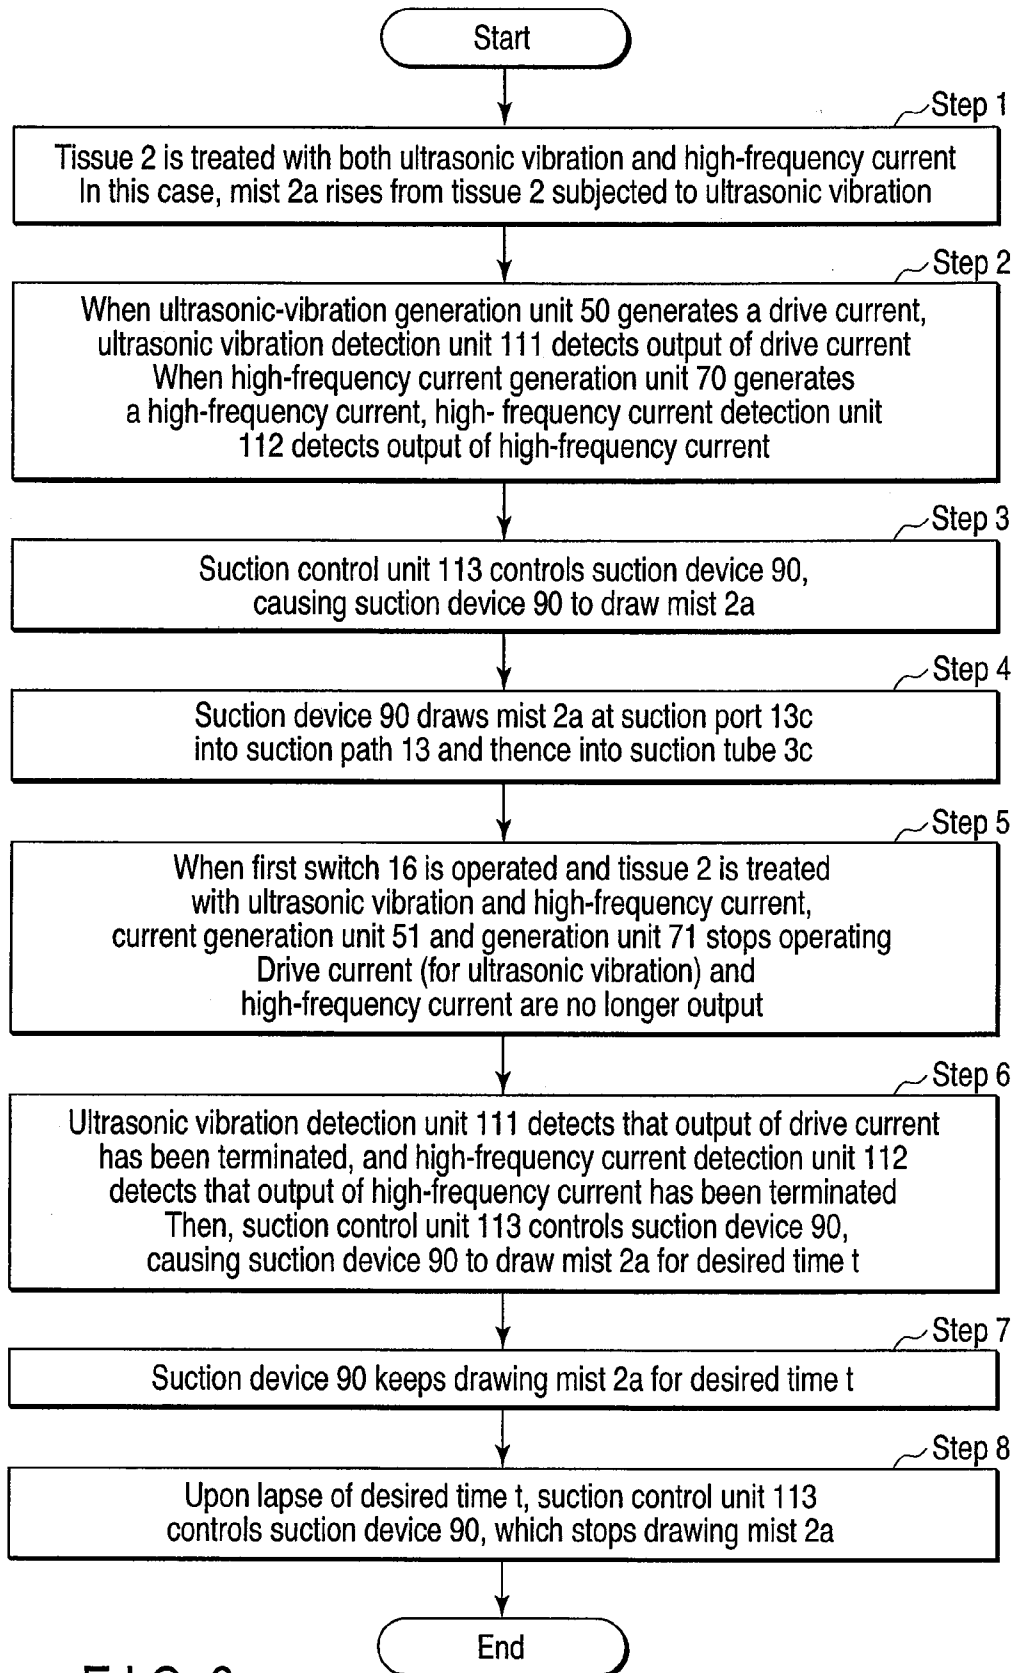 Start
Step 1
Tissue 2 is treated with both ultrasonic vibration and high-frequency current
In this case, mist 2a rises from tissue 2 subjected to ultrasonic vibration
Step 2
When ultrasonic-vibration generation unit 50 generates a drive current,
ultrasonic vibration detection unit 111 detects output of drive current
When high-frequency current generation unit 70 generates
a high-frequency current, high- frequency current detection unit
112 detects output of high-frequency current
Step 3
Suction control unit 113 controls suction device 90,
causing suction device 90 to draw mist 2a
Step 4
Suction device 90 draws mist 2a at suction port 13c
into suction path 13 and thence into suction tube 3c
Step 5
When first switch 16 is operated and tissue 2 is treated
with ultrasonic vibration and high-frequency current,
current generation unit 51 and generation unit 71 stops operating
Drive current (for ultrasonic vibration) and
high-frequency current are no longer output
Step 6
Ultrasonic vibration detection unit 111 detects that output of drive current
has been terminated, and high-frequency current detection unit 112
detects that output of high-frequency current has been terminated
Then, suction control unit 113 controls suction device 90,
causing suction device 90 to draw mist 2a for desired time t
Step 7
Suction device 90 keeps drawing mist 2a for desired time t
Step 8
Upon lapse of desired time t, suction control unit 113
controls suction device 90, which stops drawing mist 2a
End